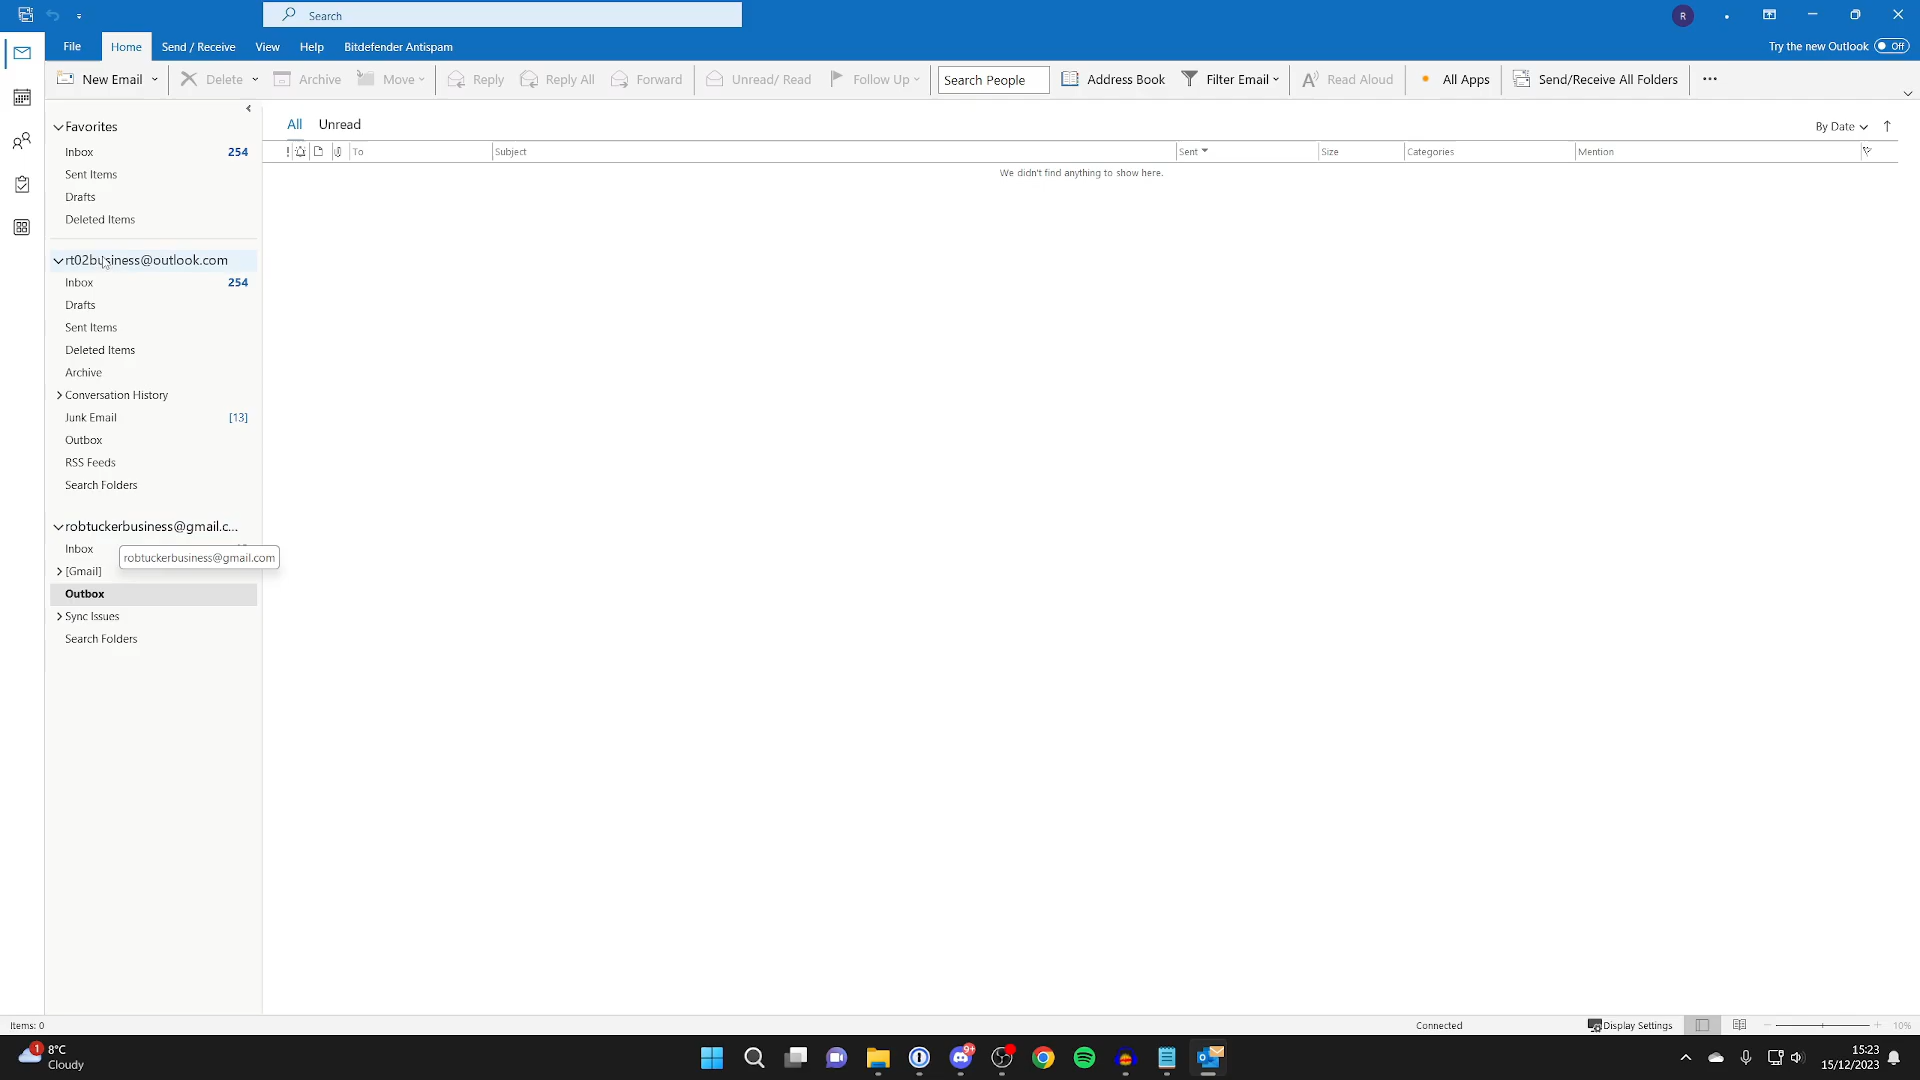 Search
R
File
Home
Send / Receive
View
Help
Bitdefender Antispam
Try the new Outlook
Off
New Email
Delete
Archive
Move
Reply
Reply All
Forward
Unread/ Read
Follow Up
Search People
Address Book
Filter Email
Read Aloud
All Apps
Send/Receive All Folders
Favorites
Inbox 254
Sent Items
Drafts
Deleted Items
rt02business@outlook.com
Inbox 254
Drafts
Sent Items
Deleted Items
Archive
Conversation History
Junk Email [13]
Outbox
RSS Feeds
Search Folders
robtuckerbusiness@gmail.c...
Inbox
robtuckerbusiness@gmail.com
[Gmail]
Outbox
Sync Issues
Search Folders
All Unread
By Date
! To Subject Sent Size Categories Mention
We didn't find anything to show here.
Items: 0
Connected
Display Settings
10%
1
8°C
Cloudy
9+
15:23
15/12/2023